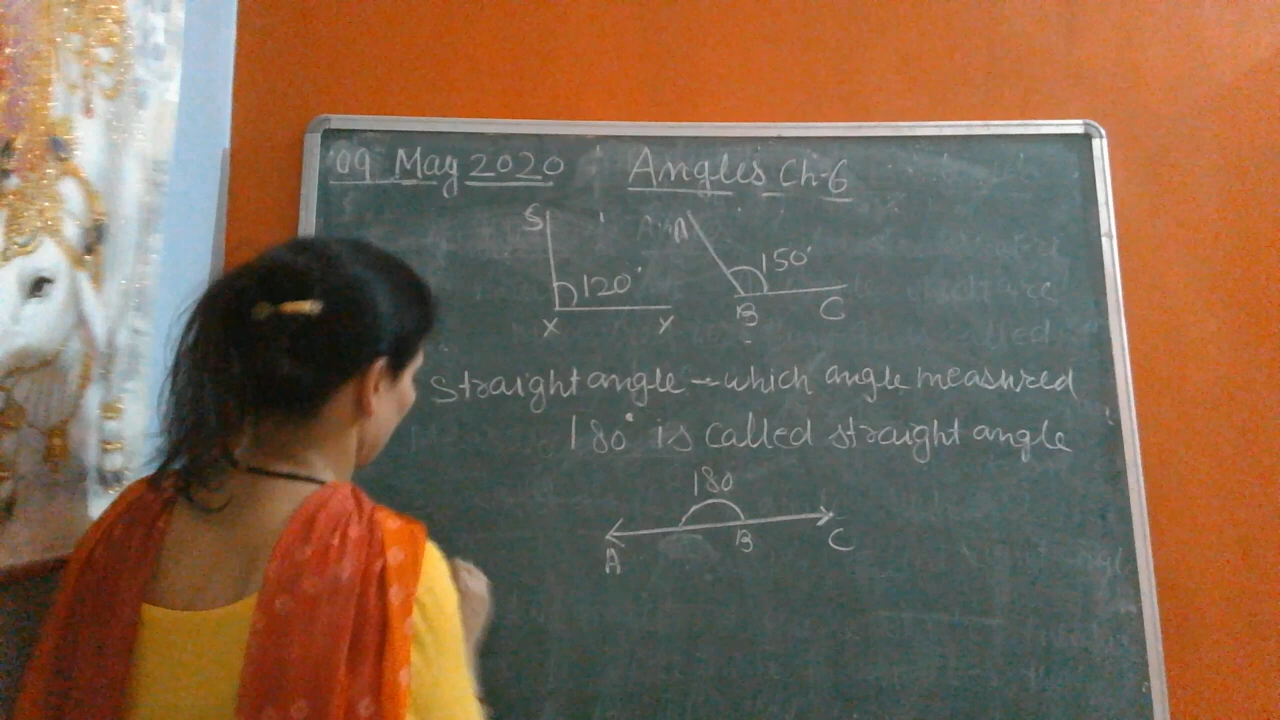 09 May 2020 Angles Ch-6
S 120° X Y
A 150° B C
Straight angle - which angle measured
180° is called straight angle
180
A B C